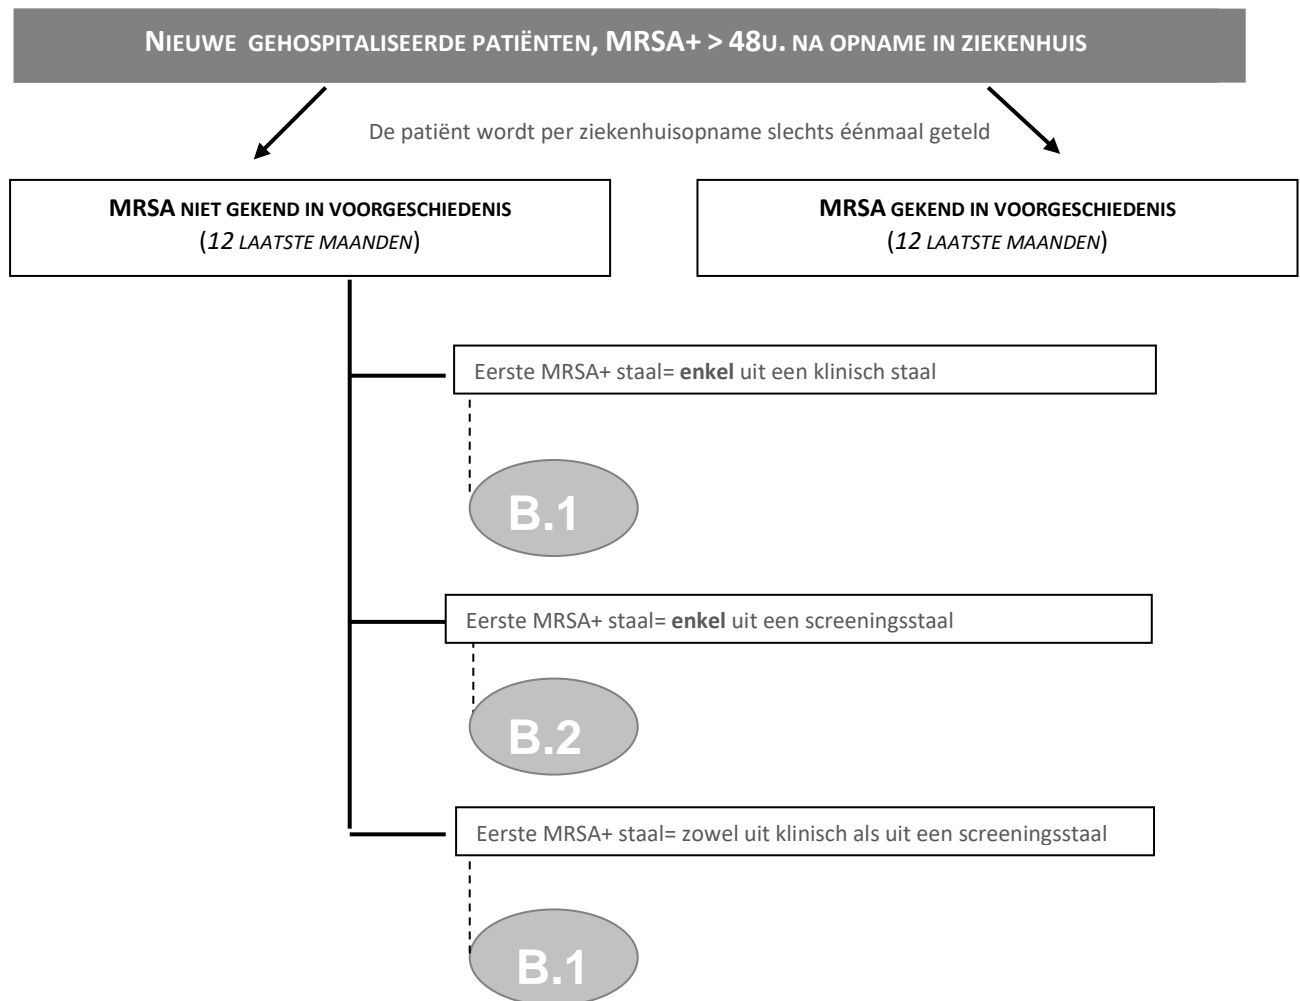 NIEUWE GEHOSPITALISEERDE PATIËNTEN, MRSA+ > 48U. NA OPNAME IN ZIEKENHUIS
De patiënt wordt per ziekenhuisopname slechts éénmaal geteld
MRSA NIET GEKEND IN VOORGESCHIEDENIS
(12 LAATSTE MAANDEN)
MRSA GEKEND IN VOORGESCHIEDENIS
(12 LAATSTE MAANDEN)
Eerste MRSA+ staal= enkel uit een klinisch staal
B.1
Eerste MRSA+ staal= enkel uit een screeningsstaal
B.2
Eerste MRSA+ staal= zowel uit klinisch als uit een screeningsstaal
B.1